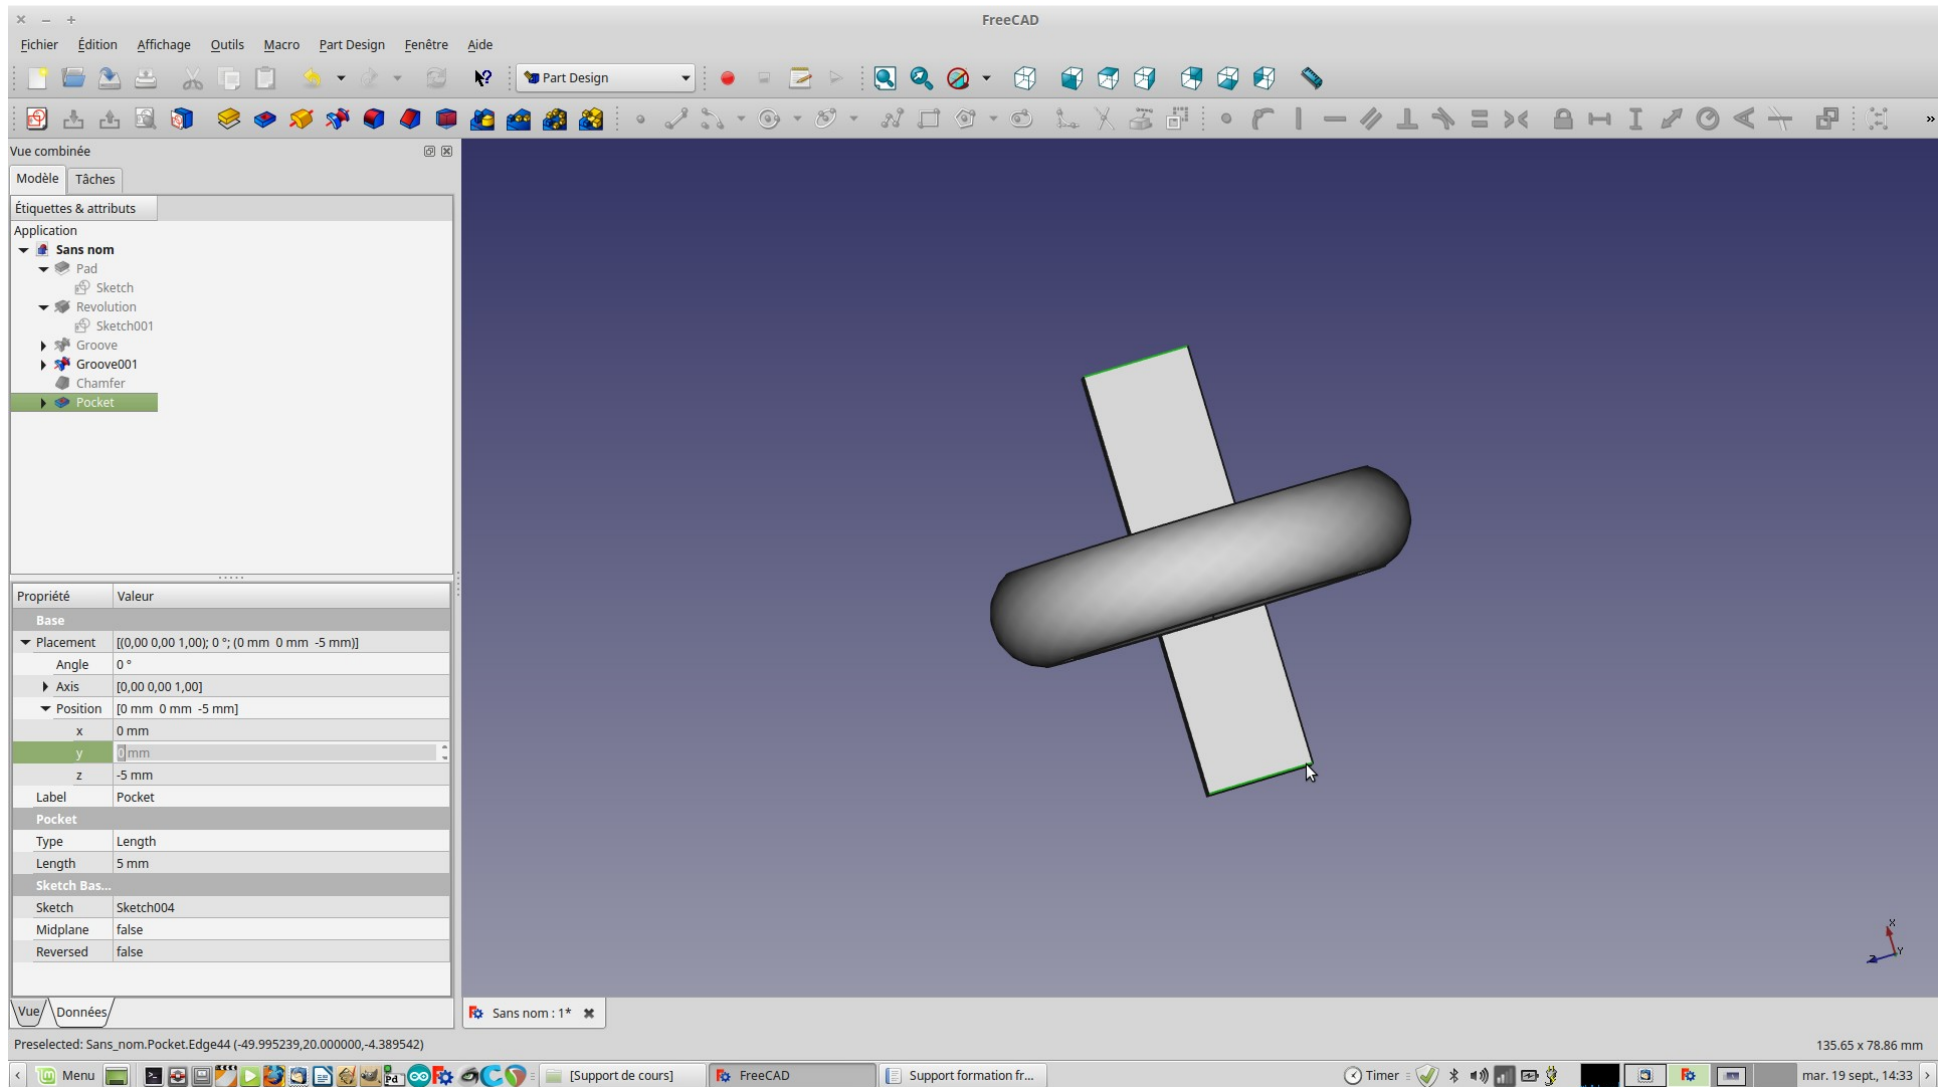 FreeCAD
Fichier Édition Affichage Outils Macro Part Design Fenêtre Aide
Part Design
Vue combinée
Modèle Tâches
Étiquettes & attributs
Application
Sans nom
Pad
Sketch
Revolution
Sketch001
Groove
Groove001
Chamfer
Pocket
Propriété Valeur
Base
Placement [(0,00 0,00 1,00); 0 °; (0 mm 0 mm -5 mm)]
Angle 0 °
Axis [0,00 0,00 1,00]
Position [0 mm 0 mm -5 mm]
x 0 mm
y 0 mm
z -5 mm
Label Pocket
Pocket
Type Length
Length 5 mm
Sketch Bas...
Sketch Sketch004
Midplane false
Reversed false
X
Y
Z
Vue Données
Sans nom : 1*
Preselected: Sans_nom.Pocket.Edge44 (-49.995239,20.000000,-4.389542)
135.65 x 78.86 mm
Menu
Pd
[Support de cours]
FreeCAD
Support formation fr...
Timer
mar. 19 sept., 14:33